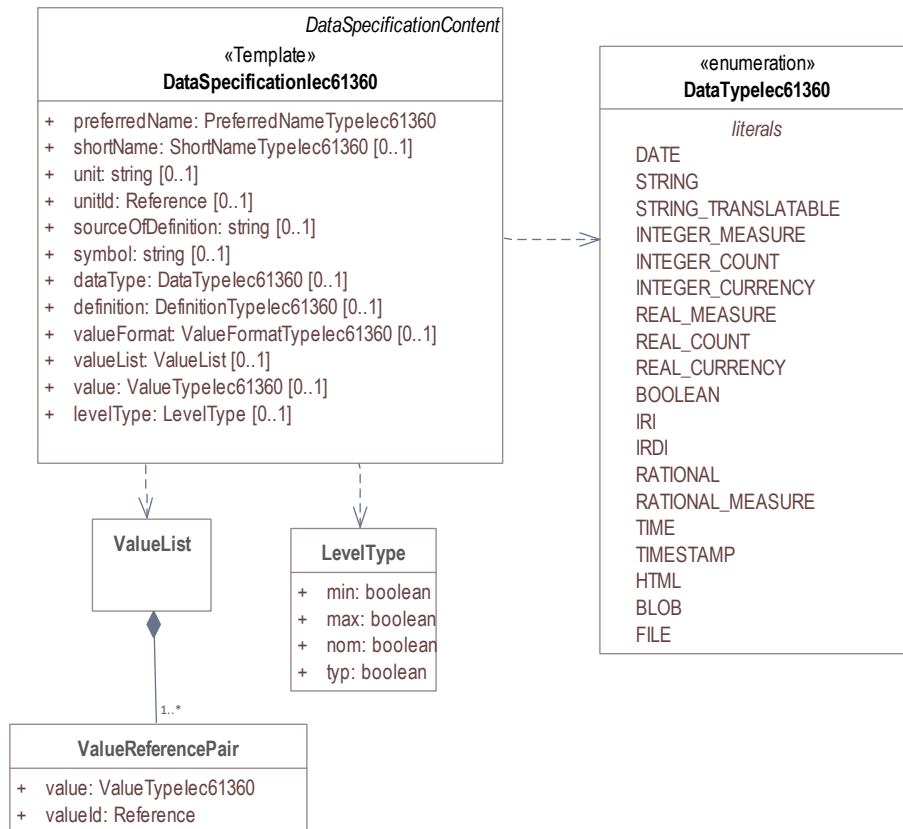 DataSpecificationContent
«Template»
DataSpecificationIec61360
+ preferredName: PreferredNameTypeIec61360
+ shortName: ShortNameTypeIec61360 [0..1]
+ unit: string [0..1]
+ unitId: Reference [0..1]
+ sourceOfDefinition: string [0..1]
+ symbol: string [0..1]
+ dataType: DataTypeIec61360 [0..1]
+ definition: DefinitionTypeIec61360 [0..1]
+ valueFormat: ValueFormatTypeIec61360 [0..1]
+ valueList: ValueList [0..1]
+ value: ValueTypeIec61360 [0..1]
+ levelType: LevelType [0..1]
«enumeration»
DataTypeIec61360
literals
DATE
STRING
STRING_TRANSLATABLE
INTEGER_MEASURE
INTEGER_COUNT
INTEGER_CURRENCY
REAL_MEASURE
REAL_COUNT
REAL_CURRENCY
BOOLEAN
IRI
IRDI
RATIONAL
RATIONAL_MEASURE
TIME
TIMESTAMP
HTML
BLOB
FILE
ValueList
LevelType
+ min: boolean
+ max: boolean
+ nom: boolean
+ typ: boolean
1..*
ValueReferencePair
+ value: ValueTypeIec61360
+ valueId: Reference